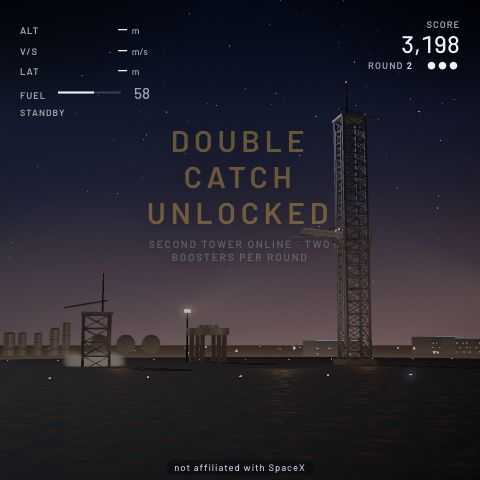 ALT — m
V/S — m/s
LAT — m
FUEL 58
STANDBY
SCORE
3,198
ROUND 2
DOUBLE
CATCH
UNLOCKED
SECOND TOWER ONLINE · TWO
BOOSTERS PER ROUND
not affiliated with SpaceX